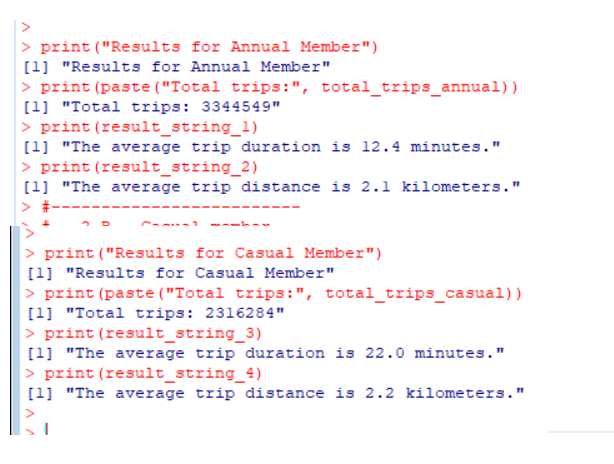 >
> print("Results for Annual Member")
[1] "Results for Annual Member"
> print(paste("Total trips:", total_trips_annual))
[1] "Total trips: 3344549"
> print(result_string_1)
[1] "The average trip duration is 12.4 minutes."
> print(result_string_2)
[1] "The average trip distance is 2.1 kilometers."
> #-------------------------
> # Casual member
>
> print("Results for Casual Member")
[1] "Results for Casual Member"
> print(paste("Total trips:", total_trips_casual))
[1] "Total trips: 2316284"
> print(result_string_3)
[1] "The average trip duration is 22.0 minutes."
> print(result_string_4)
[1] "The average trip distance is 2.2 kilometers."
>
>